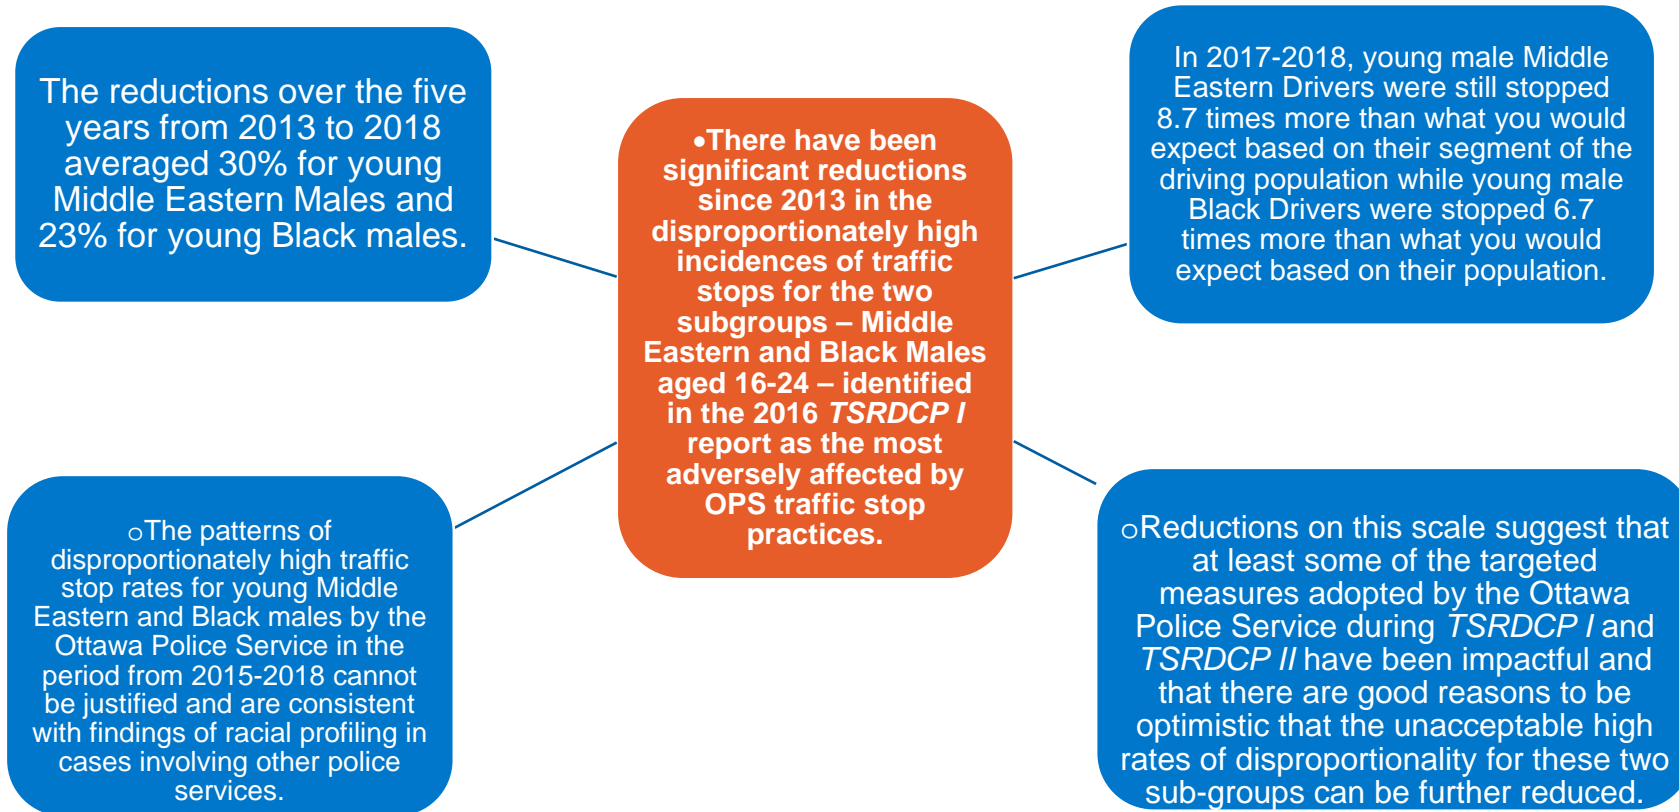 The reductions over the five
years from 2013 to 2018
averaged 30% for young
Middle Eastern Males and
23% for young Black males.
•There have been
significant reductions
since 2013 in the
disproportionately high
incidences of traffic
stops for the two
subgroups – Middle
Eastern and Black Males
aged 16-24 – identified
in the 2016 TSRDCP I
report as the most
adversely affected by
OPS traffic stop
practices.
In 2017-2018, young male Middle
Eastern Drivers were still stopped
8.7 times more than what you would
expect based on their segment of the
driving population while young male
Black Drivers were stopped 6.7
times more than what you would
expect based on their population.
oThe patterns of
disproportionately high traffic
stop rates for young Middle
Eastern and Black males by the
Ottawa Police Service in the
period from 2015-2018 cannot
be justified and are consistent
with findings of racial profiling in
cases involving other police
services.
oReductions on this scale suggest that
at least some of the targeted
measures adopted by the Ottawa
Police Service during TSRDCP I and
TSRDCP II have been impactful and
that there are good reasons to be
optimistic that the unacceptable high
rates of disproportionality for these two
sub-groups can be further reduced.